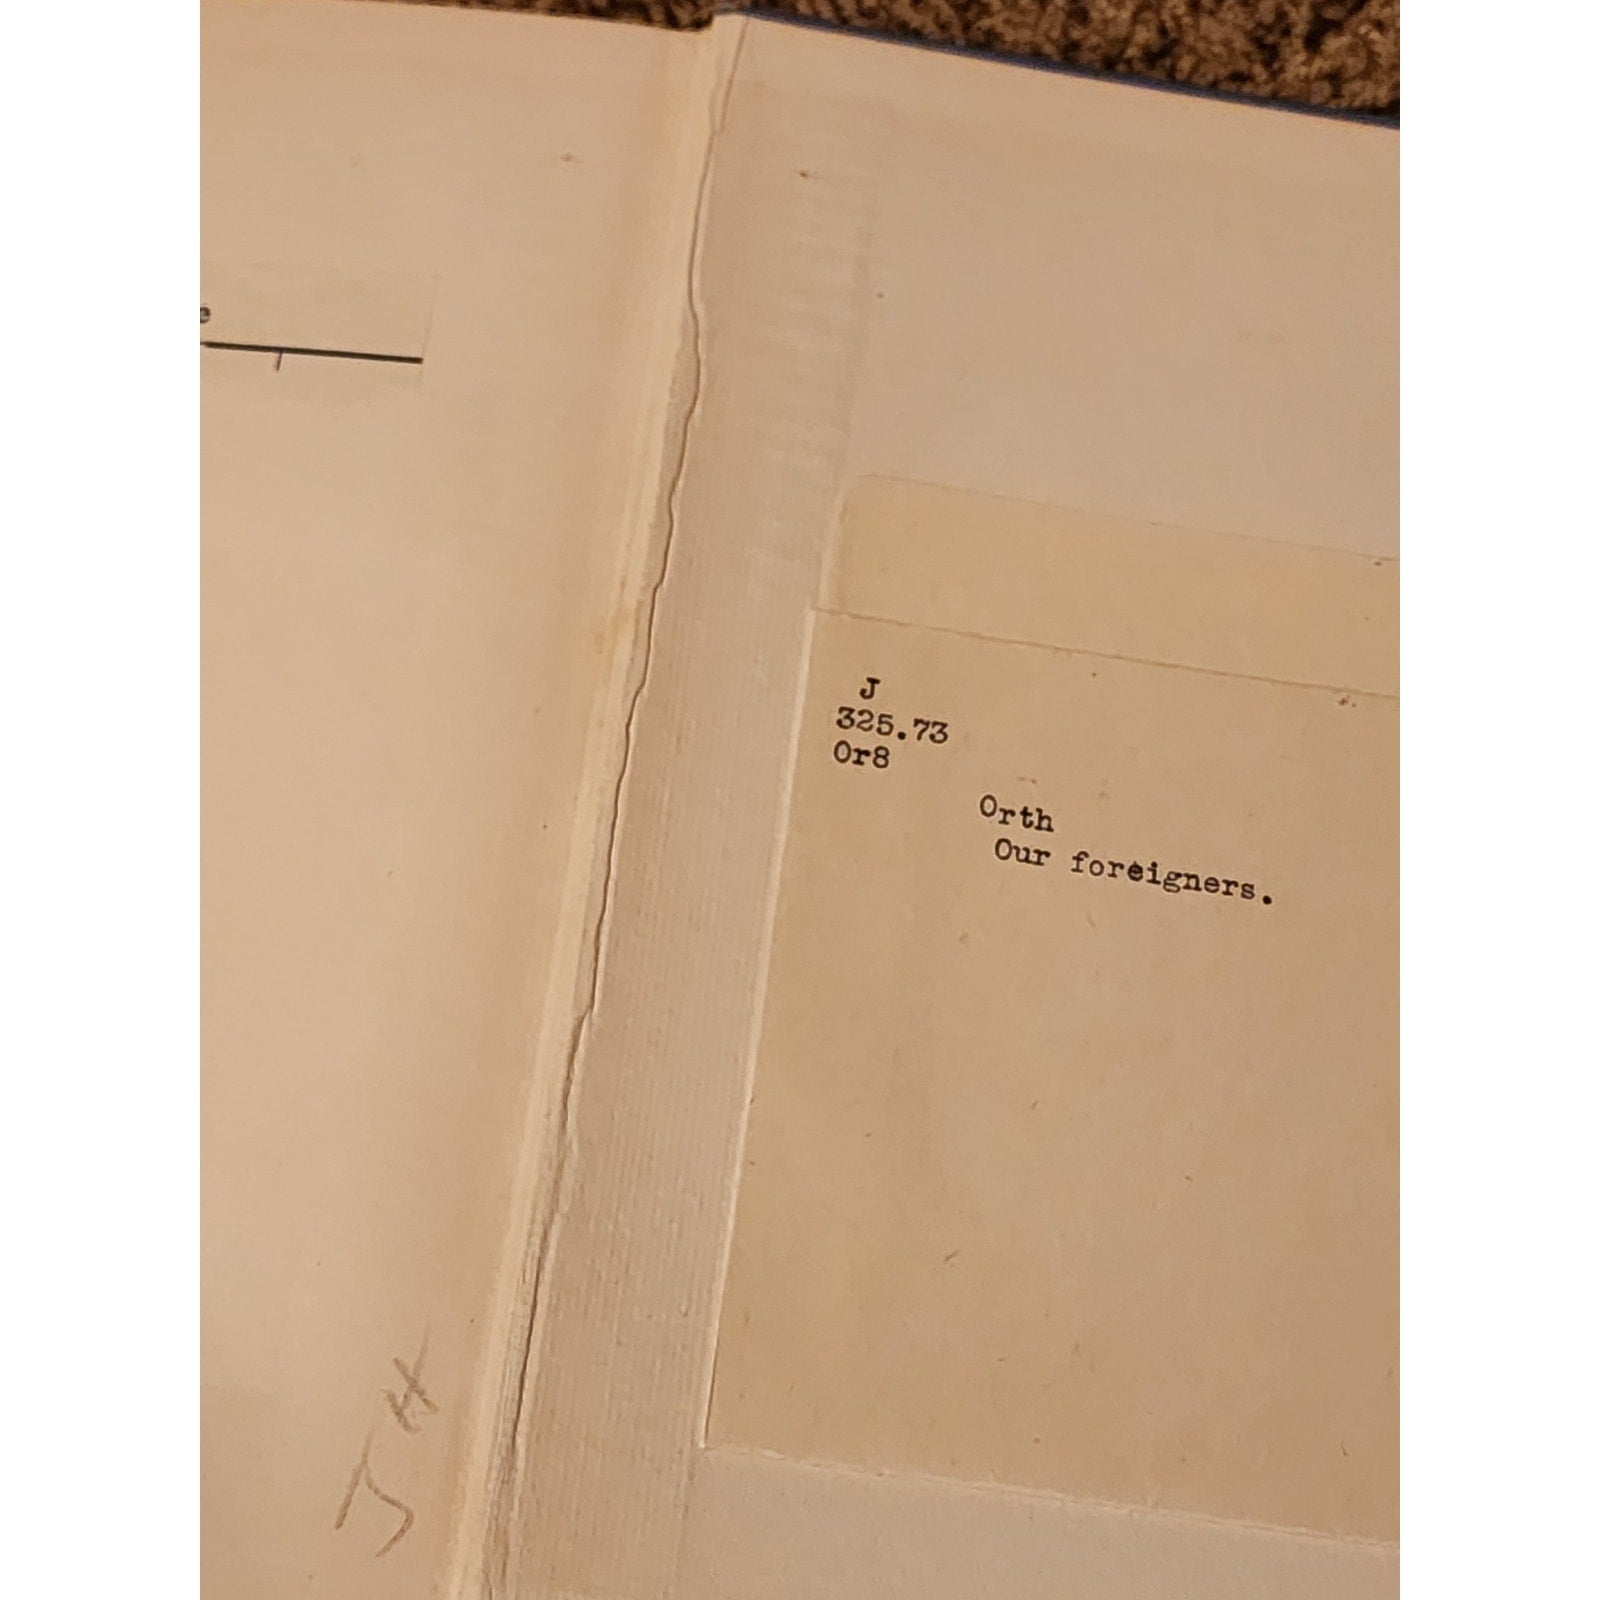 e
J
325.73
Or8
Orth
Our foreigners.
J